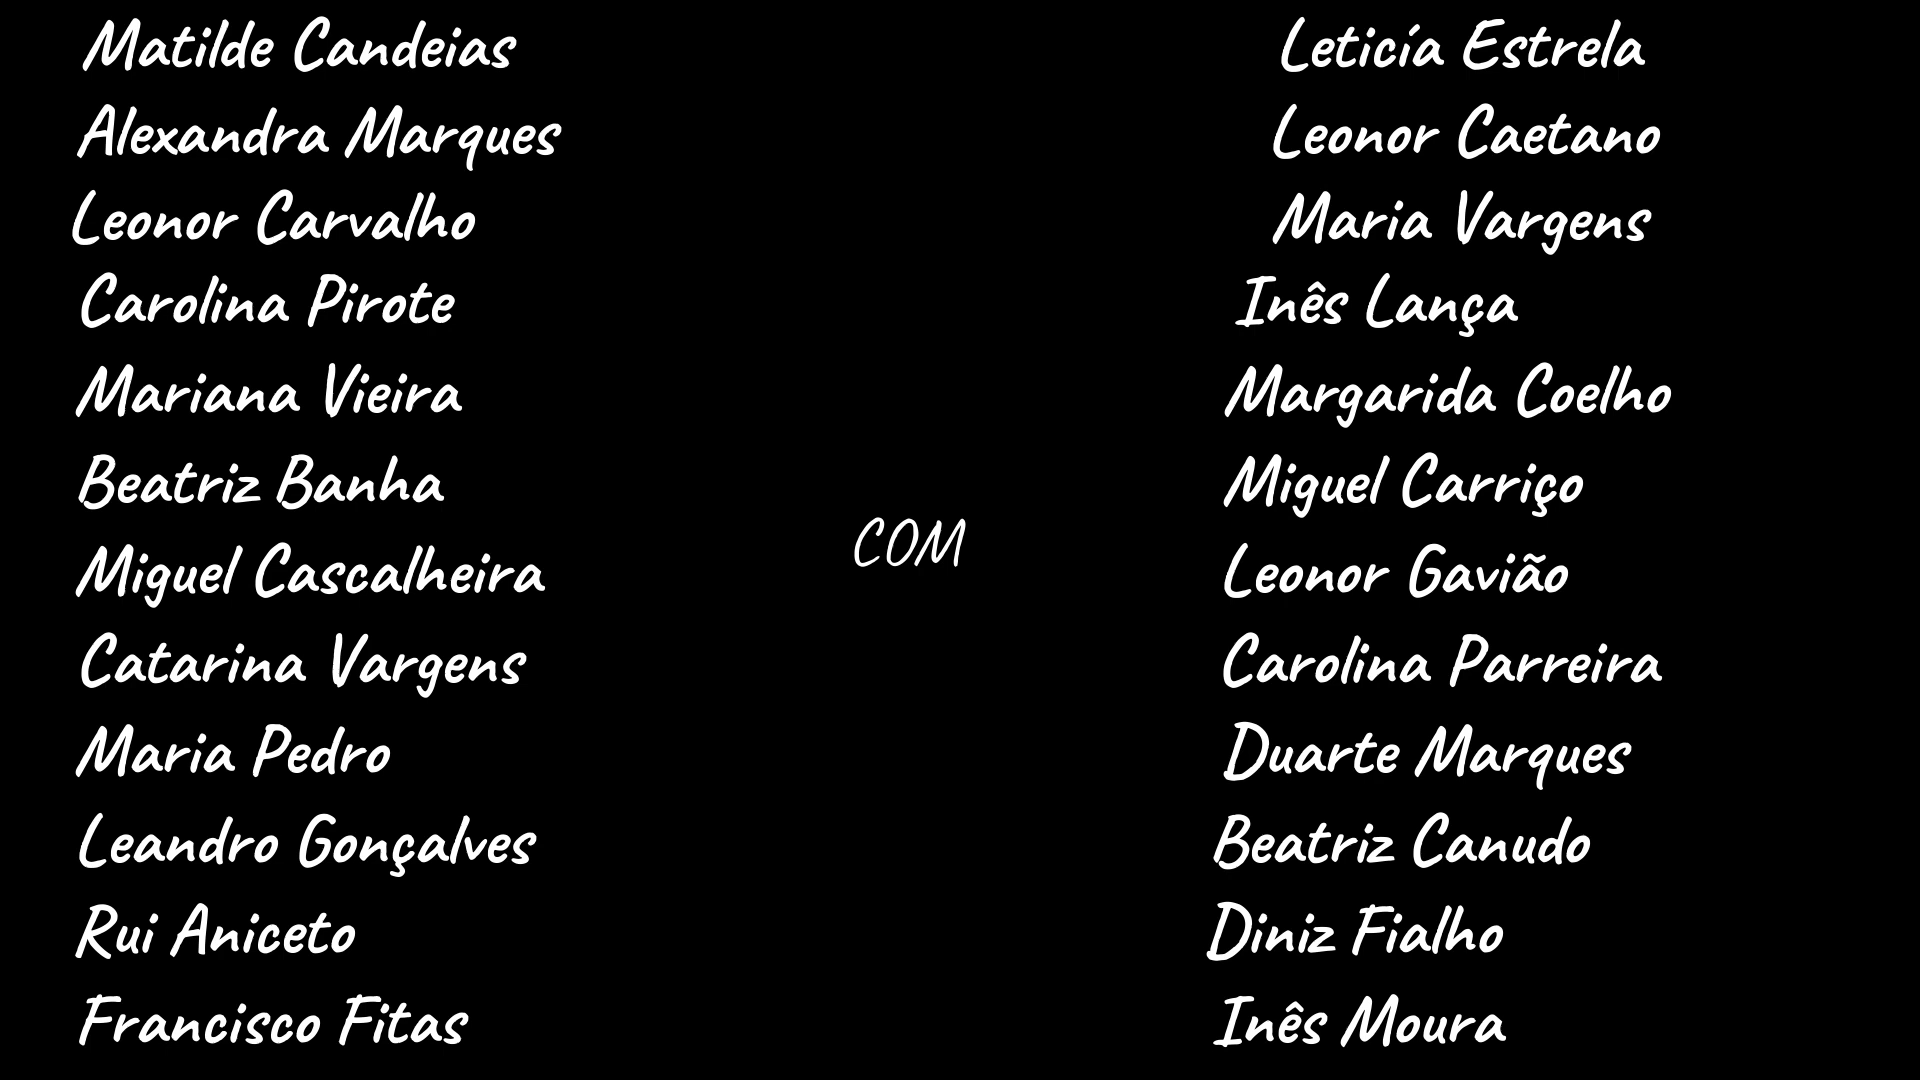 Matilde Candeias
Alexandra Marques
Leonor Carvalho
Carolina Pirote
Mariana Vieira
Beatriz Banha
Miguel Cascalheira
Catarina Vargens
Maria Pedro
Leandro Gonçalves
Rui Aniceto
Francisco Fitas
COM
Leticía Estrela
Leonor Caetano
Maria Vargens
Inês Lança
Margarida Coelho
Miguel Carriço
Leonor Gavião
Carolina Parreira
Duarte Marques
Beatriz Canudo
Diniz Fialho
Inês Moura